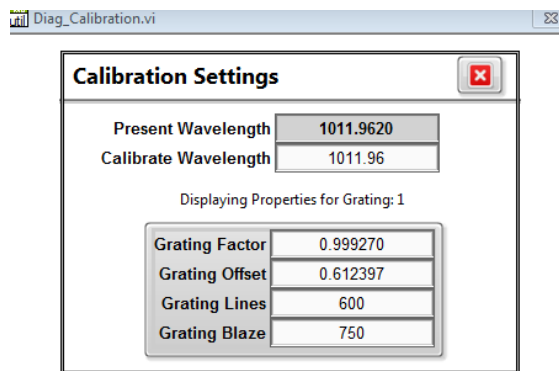 util Diag_Calibration.vi
Calibration Settings
Present Wavelength 1011.9620
Calibrate Wavelength 1011.96
Displaying Properties for Grating: 1
Grating Factor 0.999270
Grating Offset 0.612397
Grating Lines 600
Grating Blaze 750